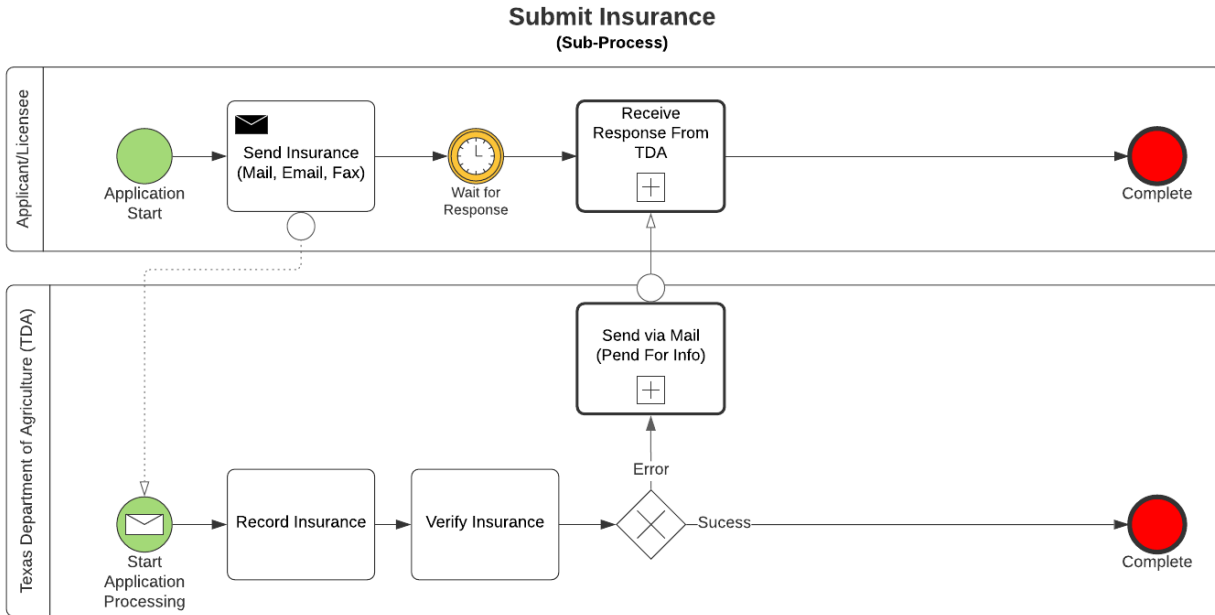 Submit Insurance
(Sub-Process)
Applicant/Licensee
Application
Start
Send Insurance
(Mail, Email, Fax)
Wait for
Response
Receive
Response From
TDA
Complete
Texas Department of Agriculture (TDA)
Send via Mail
(Pend For Info)
Error
Start
Application
Processing
Record Insurance
Verify Insurance
Sucess
Complete